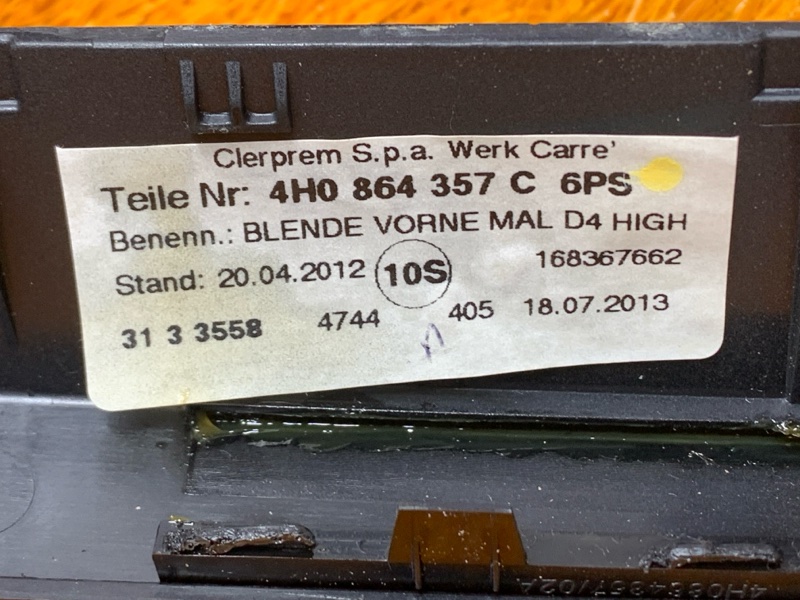 Clerprem S.p.a. Werk Carre'
Teile Nr: 4H0 864 357 C 6PS
Benenn.: BLENDE VORNE MAL D4 HIGH
Stand: 20.04.2012 10S 168367662
31 3 3558 4744 405 18.07.2013
A